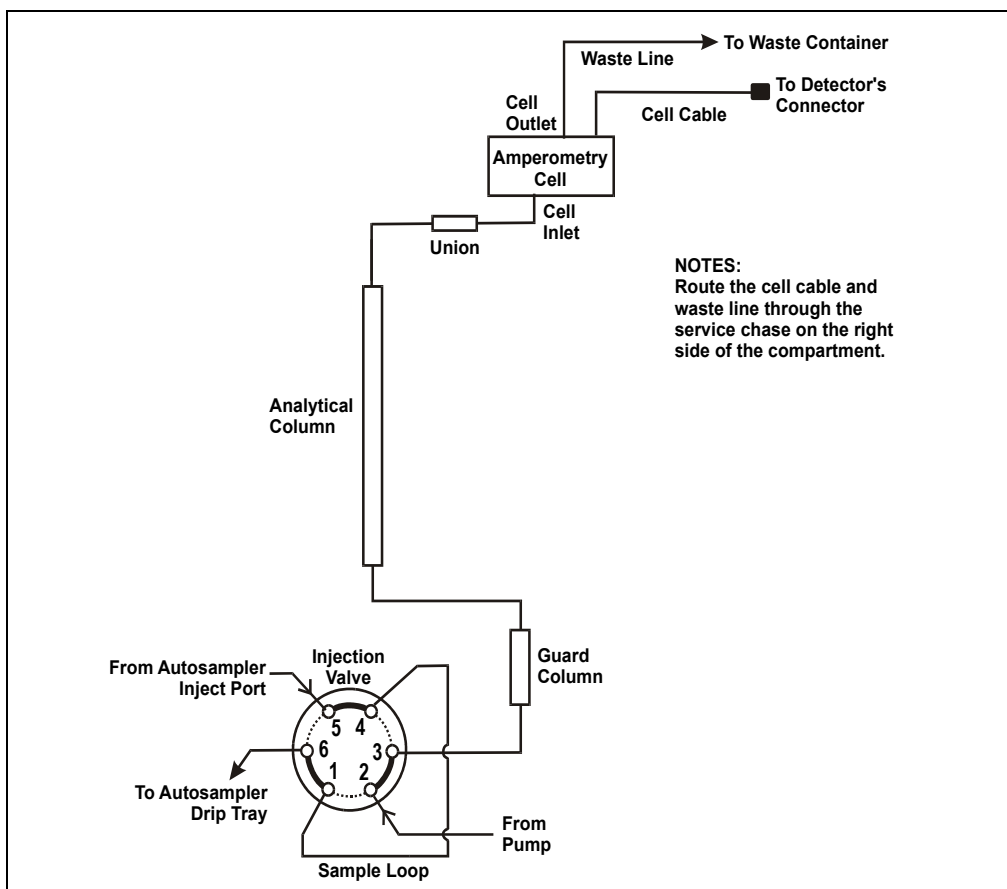 To Waste Container
Waste Line
To Detector's
Connector
Cell
Outlet
Cell Cable
Amperometry
Cell
Cell
Inlet
Union
NOTES:
Route the cell cable and
waste line through the
service chase on the right
side of the compartment.
Analytical
Column
Guard
Column
From Autosampler
Inject Port
Injection
Valve
5 4
6 3
1 2
To Autosampler
Drip Tray
From
Pump
Sample Loop